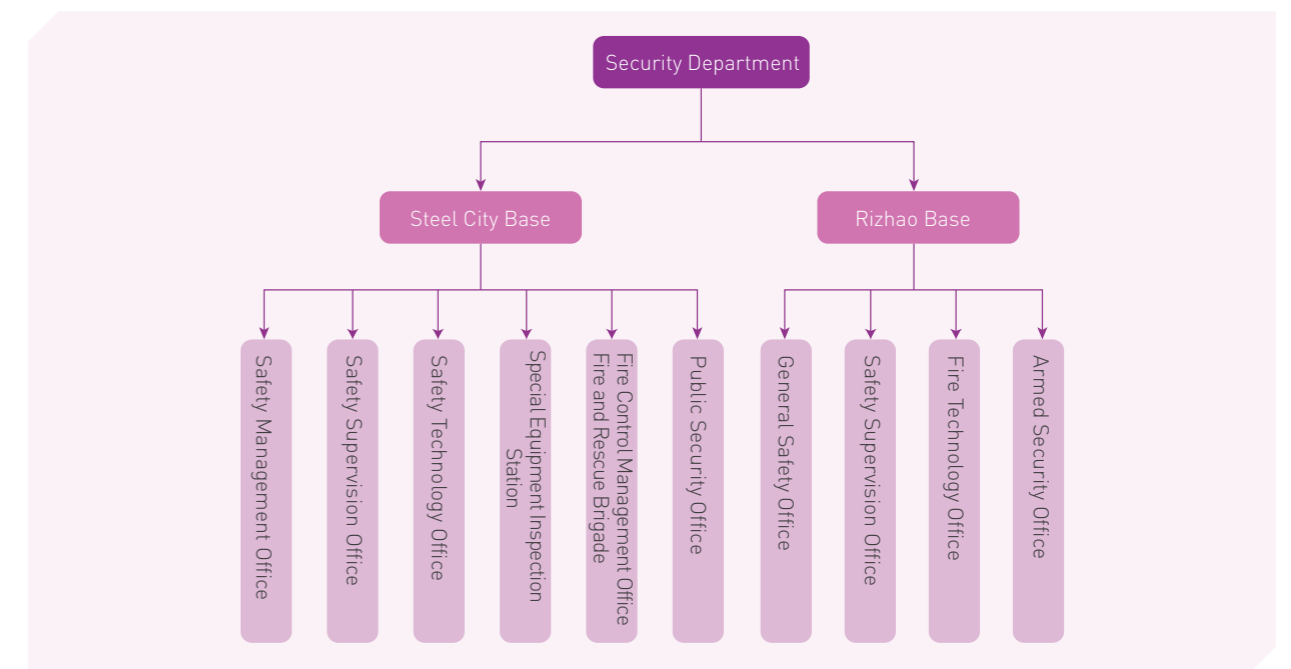 Security Department
Steel City Base
Rizhao Base
Safety Management Office
Safety Supervision Office
Safety Technology Office
Special Equipment Inspection
Station
Fire Control Management Office
Fire and Rescue Brigade
Public Security Office
General Safety Office
Safety Supervision Office
Fire Technology Office
Armed Security Office